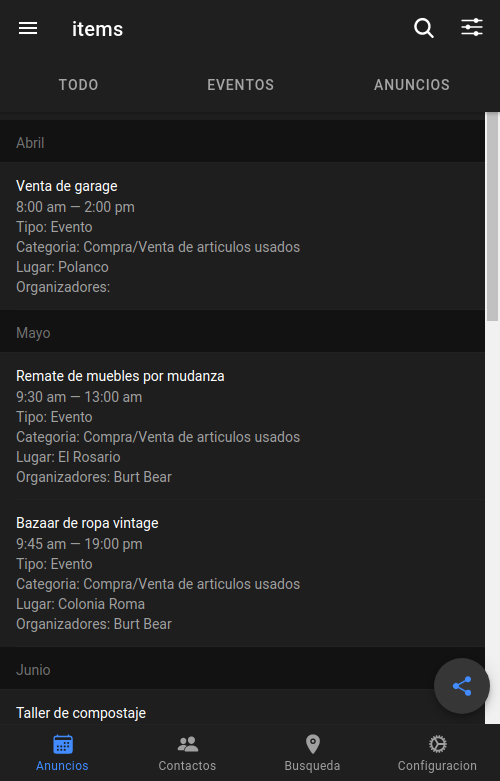 items
TODO
EVENTOS
ANUNCIOS
Abril
Venta de garage
8:00 am — 2:00 pm
Tipo: Evento
Categoria: Compra/Venta de articulos usados
Lugar: Polanco
Organizadores:
Mayo
Remate de muebles por mudanza
9:30 am — 13:00 am
Tipo: Evento
Categoria: Compra/Venta de articulos usados
Lugar: El Rosario
Organizadores: Burt Bear
Bazaar de ropa vintage
9:45 am — 19:00 pm
Tipo: Evento
Categoria: Compra/Venta de articulos usados
Lugar: Colonia Roma
Organizadores: Burt Bear
Junio
Taller de compostaje
Anuncios
Contactos
Busqueda
Configuracion